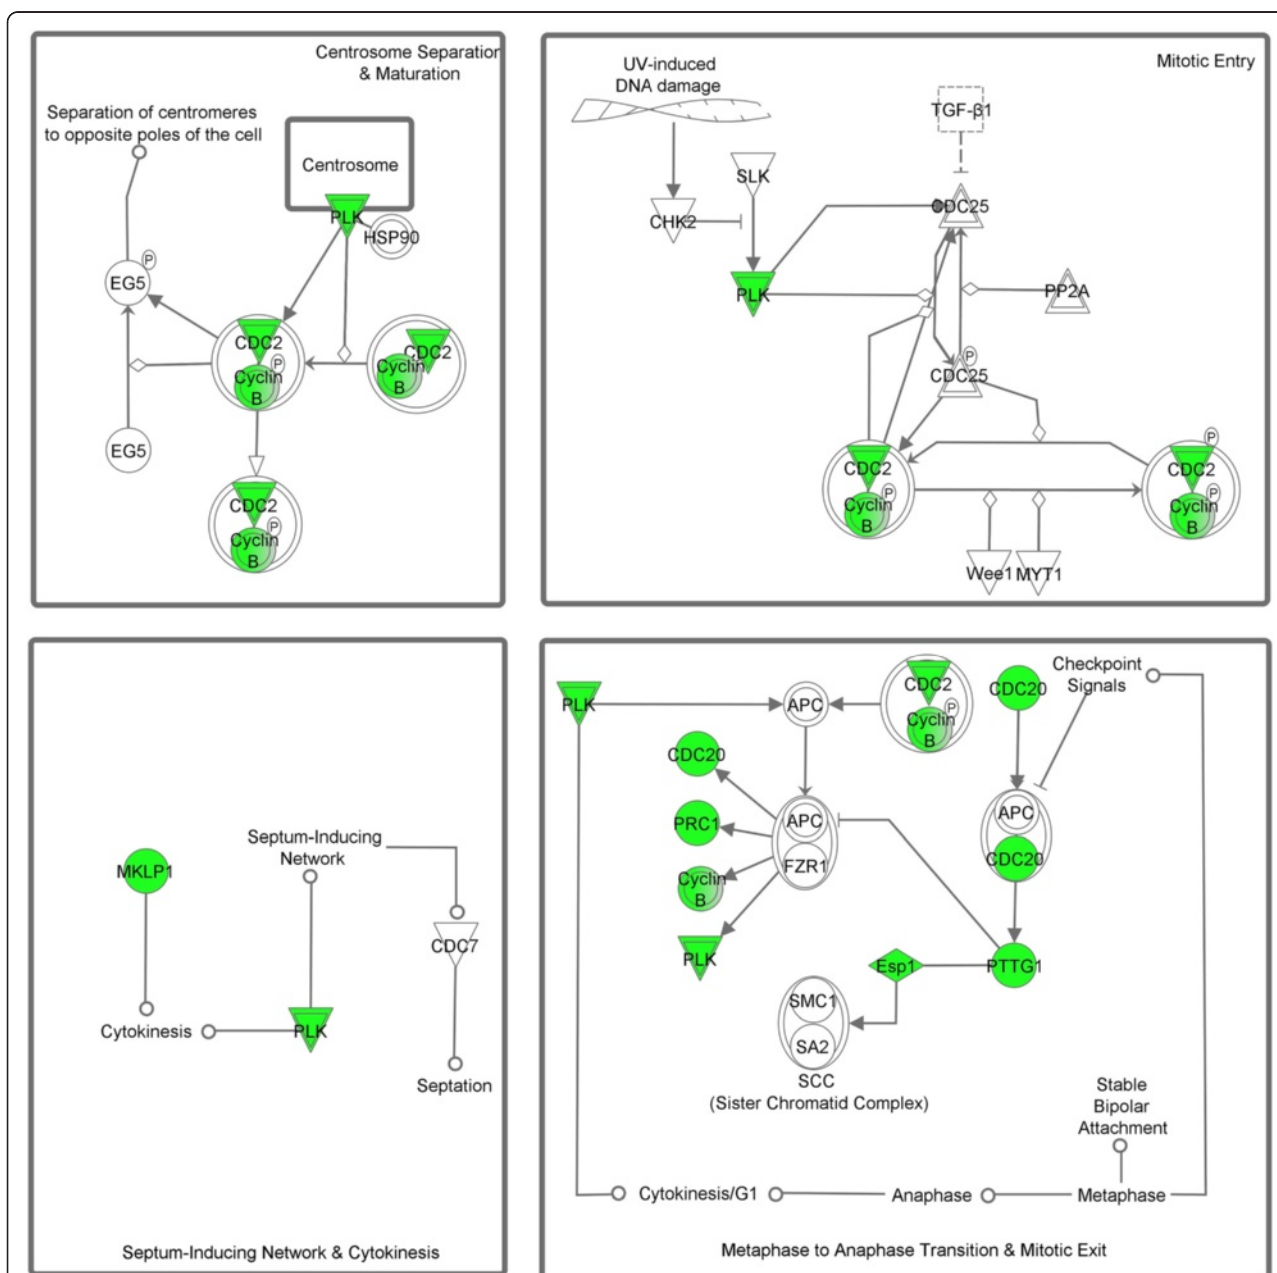 Centrosome Separation
& Maturation
Separation of centromeres
to opposite poles of the cell
Centrosome
PLK
HSP90
P
EG5
CDC2
P
Cyclin
B
CDC2
Cyclin
B
EG5
CDC2
P
Cyclin
B
Mitotic Entry
UV-induced
DNA damage
TGF-β1
SLK
CHK2
CDC25
PLK
PP2A
P
CDC25
CDC2
P
Cyclin
B
P
CDC2
P
Cyclin
B
Wee1
MYT1
MKLP1
Septum-Inducing
Network
CDC7
Cytokinesis
PLK
Septation
Septum-Inducing Network & Cytokinesis
PLK
APC
CDC2
P
Cyclin
B
CDC20
Checkpoint
Signals
CDC20
PRC1
APC
FZR1
APC
CDC20
Cyclin
B
PLK
Esp1
PTTG1
SMC1
SA2
SCC
(Sister Chromatid Complex)
Stable
Bipolar
Attachment
Cytokinesis/G1
Anaphase
Metaphase
Metaphase to Anaphase Transition & Mitotic Exit